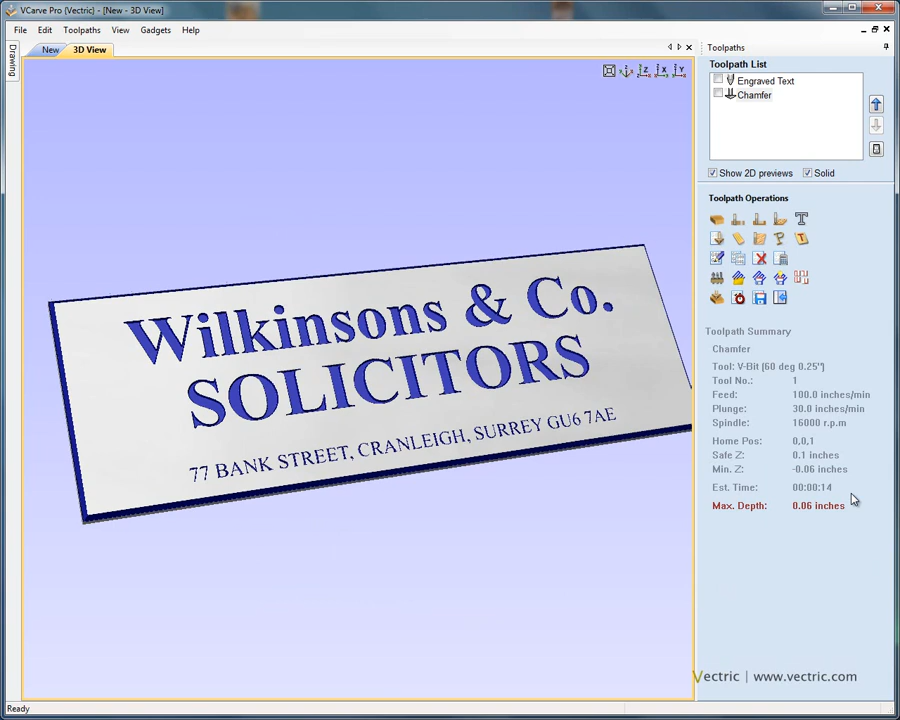 VCarve Pro (Vectric) - [New - 3D View]
File Edit Toolpaths View Gadgets Help
Drawing
New 3D View
Z X Y
Wilkinsons & Co.
SOLICITORS
77 BANK STREET, CRANLEIGH, SURREY GU6 7AE
Toolpaths
Toolpath List
Engraved Text
Chamfer
Show 2D previews Solid
Toolpath Operations
Toolpath Summary
Chamfer
Tool: V-Bit [60 deg 0.25"]
Tool No.: 1
Feed: 100.0 inches/min
Plunge: 30.0 inches/min
Spindle: 16000 r.p.m
Home Pos: 0,0,1
Safe Z: 0.1 inches
Min. Z: -0.06 inches
Est. Time: 00:00:14
Max. Depth: 0.06 inches
Vectric | www.vectric.com
Ready